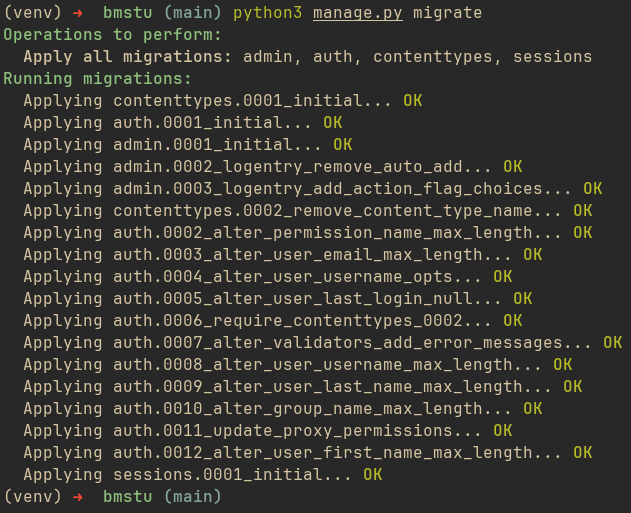 (venv) → bmstu (main) python3 manage.py migrate
Operations to perform:
  Apply all migrations: admin, auth, contenttypes, sessions
Running migrations:
  Applying contenttypes.0001_initial... OK
  Applying auth.0001_initial... OK
  Applying admin.0001_initial... OK
  Applying admin.0002_logentry_remove_auto_add... OK
  Applying admin.0003_logentry_add_action_flag_choices... OK
  Applying contenttypes.0002_remove_content_type_name... OK
  Applying auth.0002_alter_permission_name_max_length... OK
  Applying auth.0003_alter_user_email_max_length... OK
  Applying auth.0004_alter_user_username_opts... OK
  Applying auth.0005_alter_user_last_login_null... OK
  Applying auth.0006_require_contenttypes_0002... OK
  Applying auth.0007_alter_validators_add_error_messages... OK
  Applying auth.0008_alter_user_username_max_length... OK
  Applying auth.0009_alter_user_last_name_max_length... OK
  Applying auth.0010_alter_group_name_max_length... OK
  Applying auth.0011_update_proxy_permissions... OK
  Applying auth.0012_alter_user_first_name_max_length... OK
  Applying sessions.0001_initial... OK
(venv) → bmstu (main)